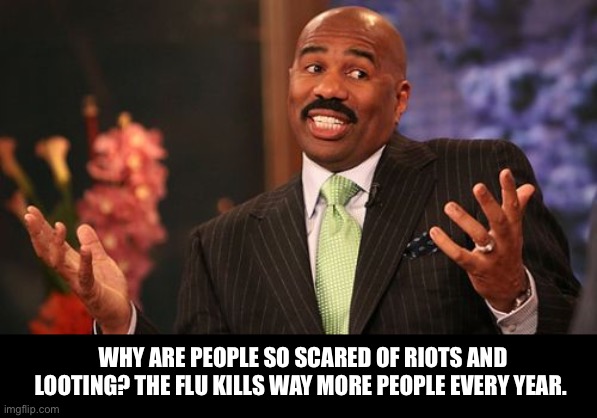 WHY ARE PEOPLE SO SCARED OF RIOTS AND
LOOTING? THE FLU KILLS WAY MORE PEOPLE EVERY YEAR.
imgflip.com